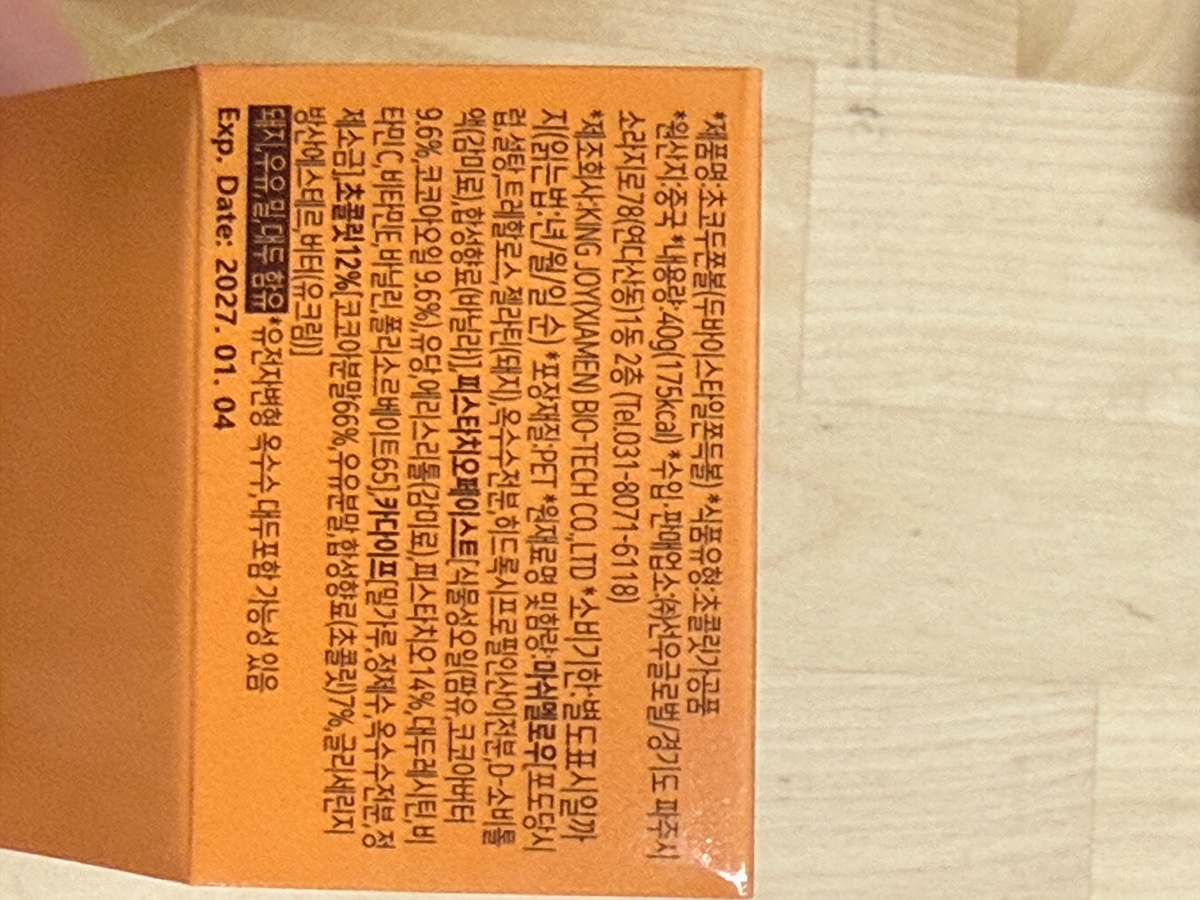 *제품명:초코두쫀볼(두바이스타일쫀득볼) *식품유형:초콜릿가공품
*원산지:중국 *내용량:40g(175kcal) *수입.판매업소:㈜선우글로벌/경기도 파주시
소라지로78(연다산동)1동 2층 (Tel.031-8071-6118)
*제조회사:KING JOY(XIAMEN) BIO-TECH CO.,LTD *소비기한:별도표시일까
지(읽는법:년/월/일 순) *포장재질:PET *원재료명 및함량:마쉬멜로우[포도당시
럽,설탕,트레할로스,젤라틴(돼지),옥수수전분,히드록시프로필인산이전분,D-소비톨
액(감미료),합성향료(바닐라)],피스타치오페이스트[식물성오일(팜유,코코아버터
9.6%,코코아오일 9.6%),유당,에리스리톨(감미료),피스타치오14%,대두레시틴,비
타민C,비타민E,바닐린,폴리소르베이트65],카다이프[밀가루,정제수,옥수수전분,정
제소금],초콜릿12%[코코아분말66%,우유분말,합성향료(초콜릿)7%,글리세린지
방산에스테르,버터(유크림)]
돼지,우유,밀,대두 함유 *유전자변형 옥수수,대두포함 가능성 있음
Exp. Date: 2027. 01. 04